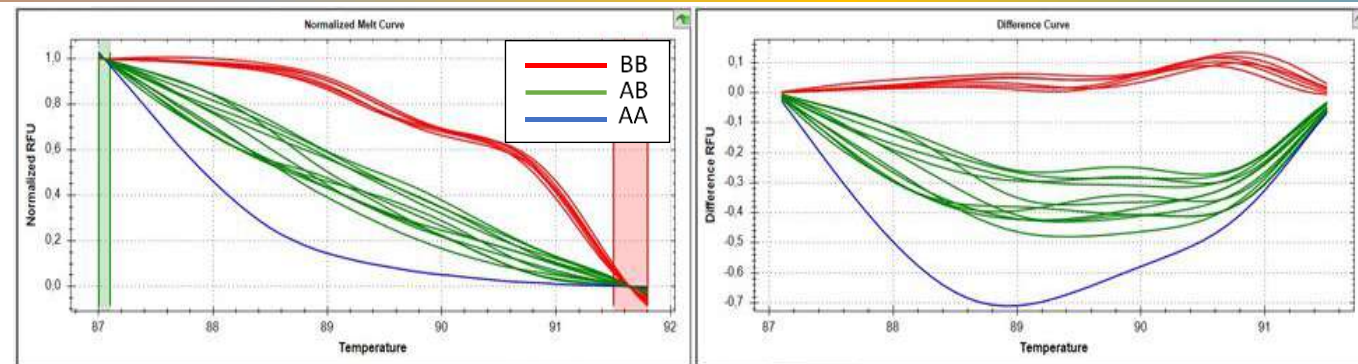 Normalized Melt Curve
BB
AB
AA
1,0
0,8
0,6
0,4
0,2
0,0
Normalized RFU
87
88
89
90
91
92
Temperature
Difference Curve
0,1
0,0
-0,1
-0,2
-0,3
-0,4
-0,5
-0,6
-0,7
Difference RFU
87
88
89
90
91
Temperature